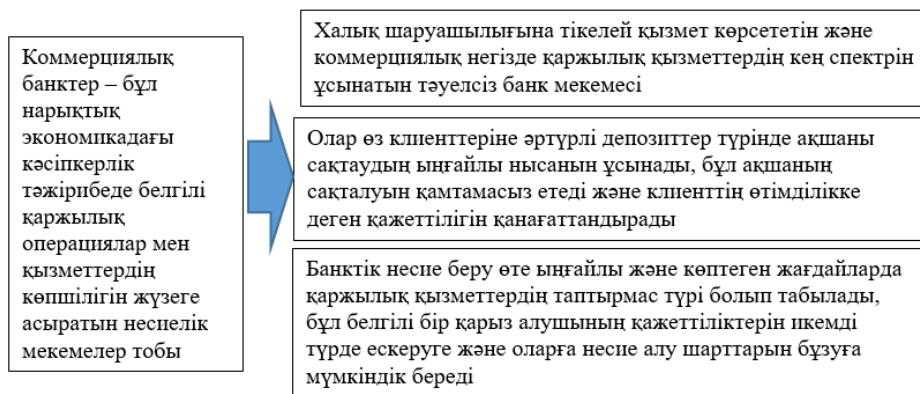 Коммерциялық
банктер – бұл
нарықтық
экономикадағы
кәсіпкерлік
тәжірибеде белгілі
қаржылық
операциялар мен
қызметтердің
көпшілігін жүзеге
асыратын несиелік
мекемелер тобы
Халық шаруашылығына тікелей қызмет көрсететін және
коммерциялық негізде қаржылық қызметтердің кең спектрін
ұсынатын тәуелсіз банк мекемесі
Олар өз клиенттеріне әртүрлі депозиттер түрінде ақшаны
сақтаудың ыңғайлы нысанын ұсынады, бұл ақшаның
сақталуын қамтамасыз етеді және клиенттің өтімділікке
деген қажеттілігін қанағаттандырады
Банктік несие беру өте ыңғайлы және көптеген жағдайларда
қаржылық қызметтердің таптырмас түрі болып табылады,
бұл белгілі бір қарыз алушының қажеттіліктерін икемді
түрде ескеруге және оларға несие алу шарттарын бұзуға
мүмкіндік береді